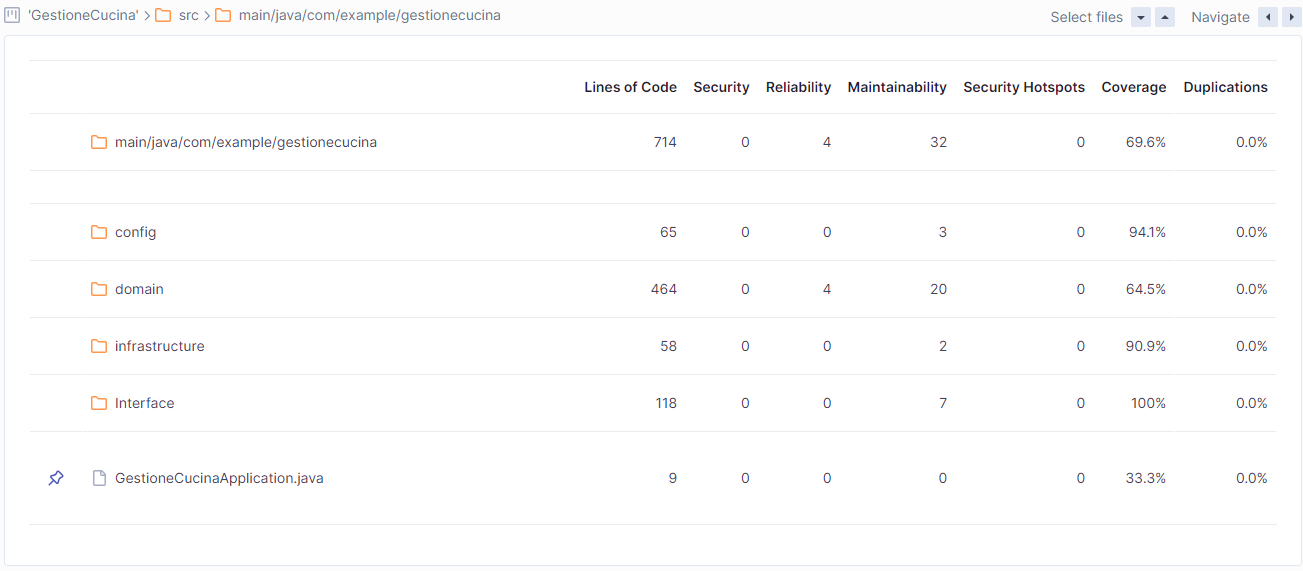 'GestioneCucina' > src > main/java/com/example/gestionecucina Select files Navigate
Lines of Code Security Reliability Maintainability Security Hotspots Coverage Duplications
main/java/com/example/gestionecucina 714 0 4 32 0 69.6% 0.0%
config 65 0 0 3 0 94.1% 0.0%
domain 464 0 4 20 0 64.5% 0.0%
infrastructure 58 0 0 2 0 90.9% 0.0%
Interface 118 0 0 7 0 100% 0.0%
GestioneCucinaApplication.java 9 0 0 0 0 33.3% 0.0%